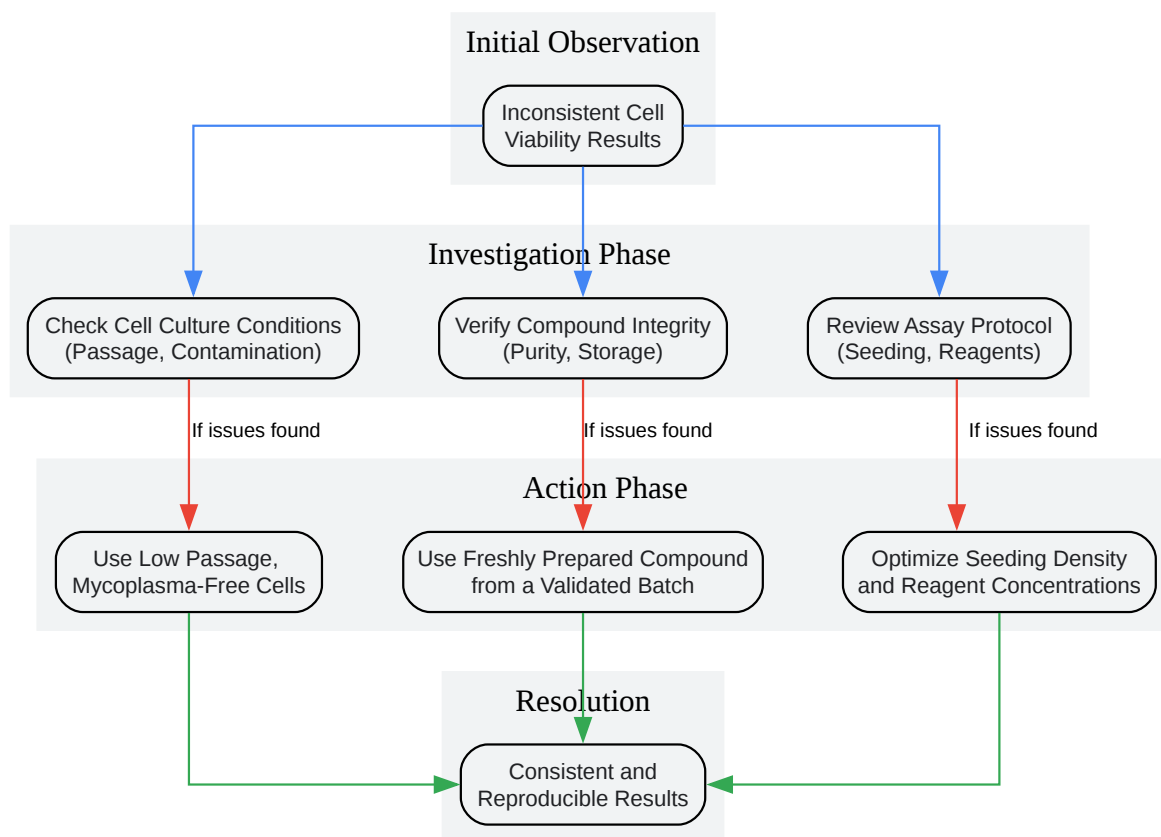 Initial Observation
Inconsistent Cell
Viability Results
Investigation Phase
Check Cell Culture Conditions
(Passage, Contamination)
Verify Compound Integrity
(Purity, Storage)
Review Assay Protocol
(Seeding, Reagents)
If issues found
If issues found
If issues found
Action Phase
Use Low Passage,
Mycoplasma-Free Cells
Use Freshly Prepared Compound
from a Validated Batch
Optimize Seeding Density
and Reagent Concentrations
Resolution
Consistent and
Reproducible Results